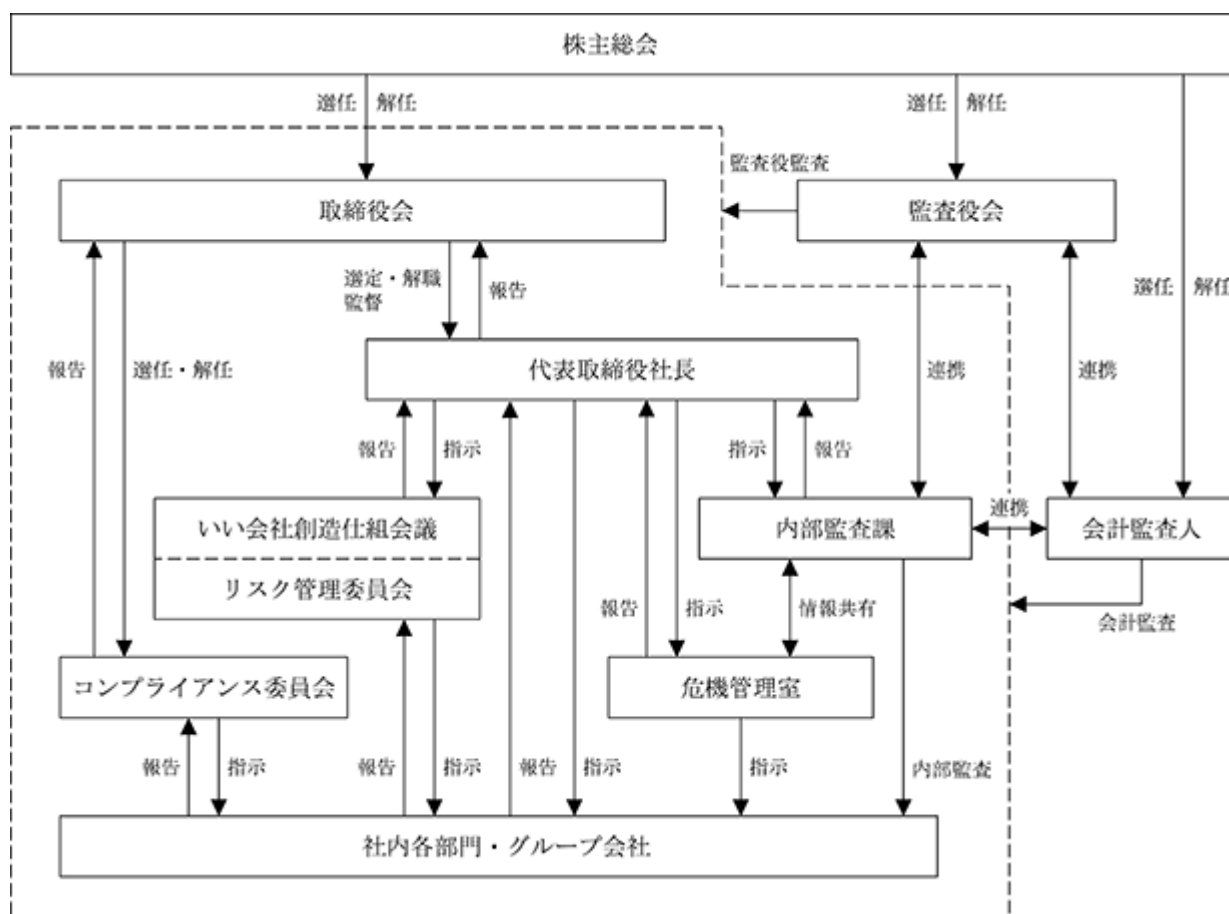 株主総会
選任
解任
選任
解任
監査役監査
取締役会
監査役会
選定・解職
監督
報告
選任
解任
代表取締役社長
報告
選任・解任
連携
連携
報告
指示
指示
報告
いい会社創造仕組会議
内部監査課
連携
会計監査人
リスク管理委員会
報告
指示
情報共有
会計監査
コンプライアンス委員会
危機管理室
報告
指示
報告
指示
報告
指示
指示
内部監査
社内各部門・グループ会社